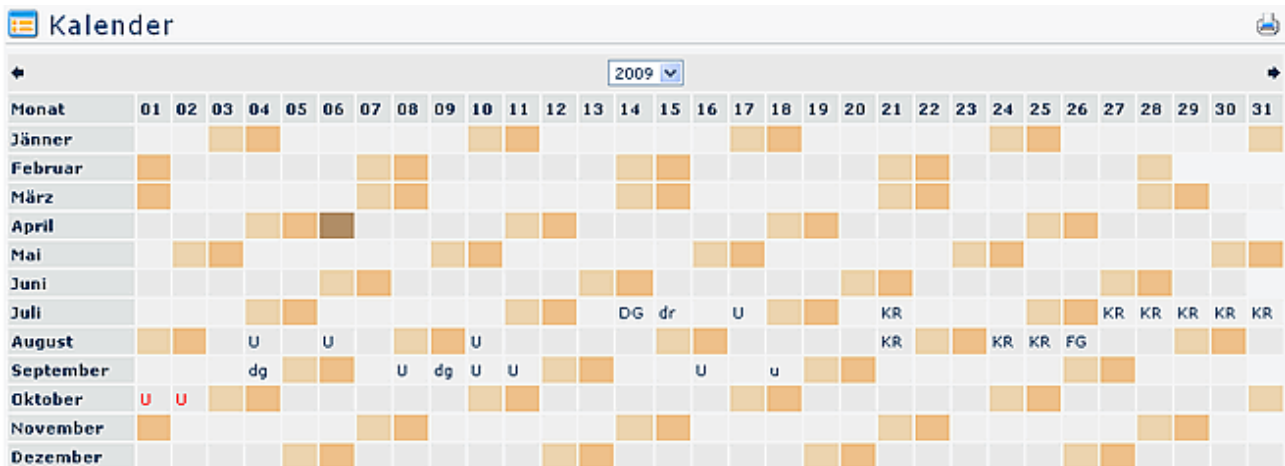 Kalender
2009
Monat 01 02 03 04 05 06 07 08 09 10 11 12 13 14 15 16 17 18 19 20 21 22 23 24 25 26 27 28 29 30 31
Jänner
Februar
März
April
Mai
Juni
Juli DG dr U KR KR KR KR KR KR
August U U U KR KR KR FG
September dg U dg U U U u
Oktober U U
November
Dezember